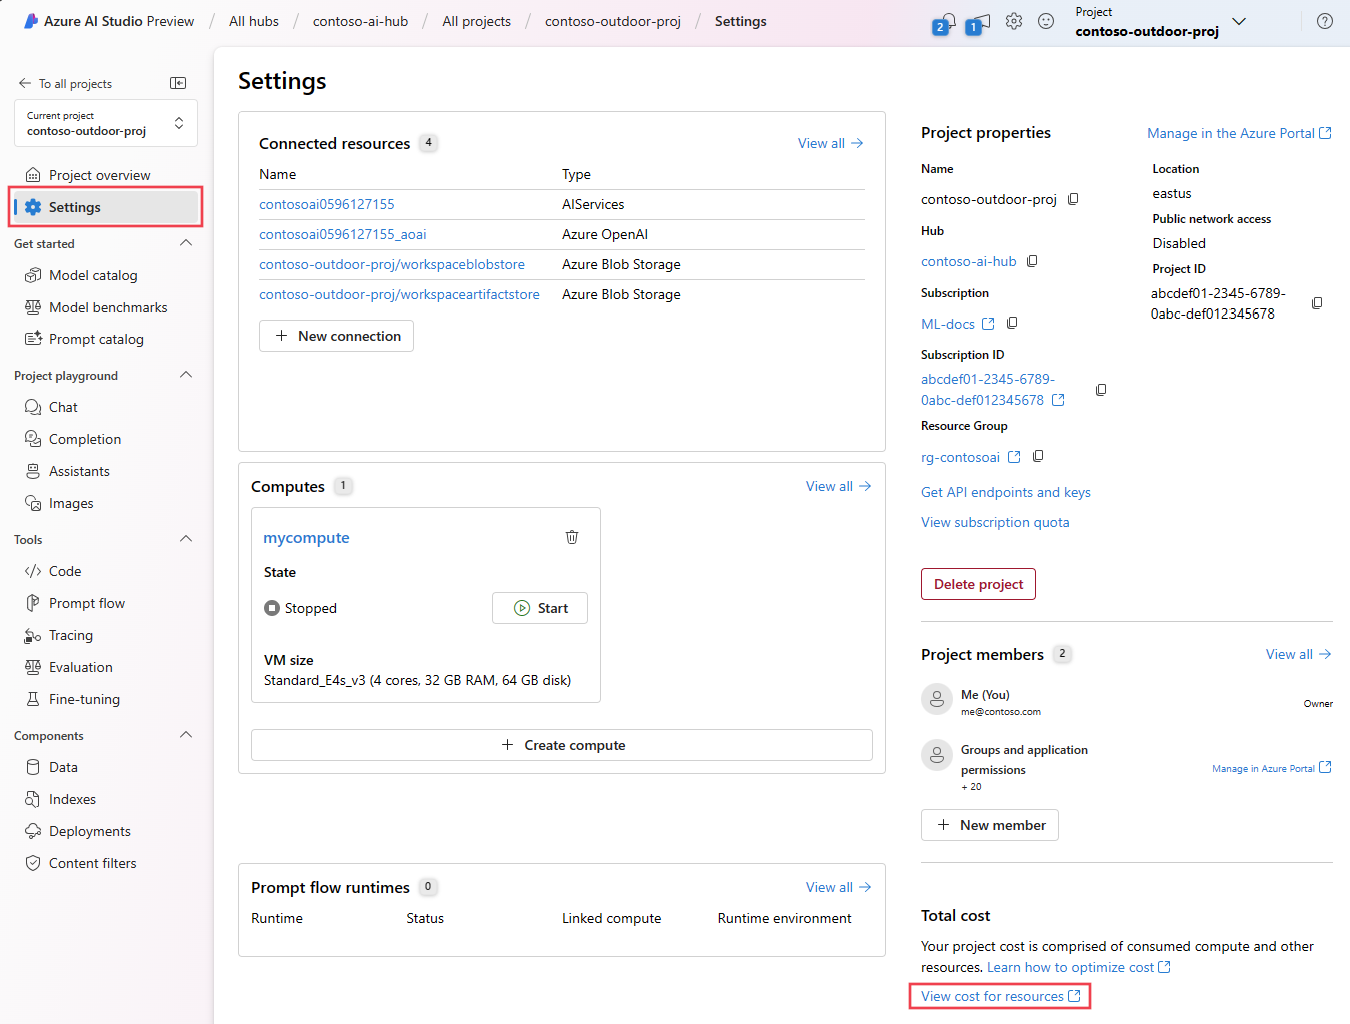 Azure AI Studio Preview / All hubs / contoso-ai-hub / All projects / contoso-outdoor-proj / Settings
2
1
Project
contoso-outdoor-proj
To all projects
Current project
contoso-outdoor-proj
Project overview
Settings
Get started
Model catalog
Model benchmarks
Prompt catalog
Project playground
Chat
Completion
Assistants
Images
Tools
Code
Prompt flow
Tracing
Evaluation
Fine-tuning
Components
Data
Indexes
Deployments
Content filters
Settings
Connected resources 4 View all
Name Type
contosoai0596127155 AIServices
contosoai0596127155_aoai Azure OpenAI
contoso-outdoor-proj/workspaceblobstore Azure Blob Storage
contoso-outdoor-proj/workspaceartifactstore Azure Blob Storage
+ New connection
Computes 1 View all
mycompute
State
Stopped Start
VM size
Standard_E4s_v3 (4 cores, 32 GB RAM, 64 GB disk)
+ Create compute
Prompt flow runtimes 0 View all
Runtime Status Linked compute Runtime environment
Project properties Manage in the Azure Portal
Name
contoso-outdoor-proj
Hub
contoso-ai-hub
Subscription
ML-docs
Subscription ID
abcdef01-2345-6789-
0abc-def012345678
Resource Group
rg-contosoai
Get API endpoints and keys
View subscription quota
Location
eastus
Public network access
Disabled
Project ID
abcdef01-2345-6789-
0abc-def012345678
Delete project
Project members 2 View all
Me (You)
me@contoso.com
Owner
Groups and application
permissions
+ 20
Manage in Azure Portal
+ New member
Total cost
Your project cost is comprised of consumed compute and other
resources. Learn how to optimize cost
View cost for resources